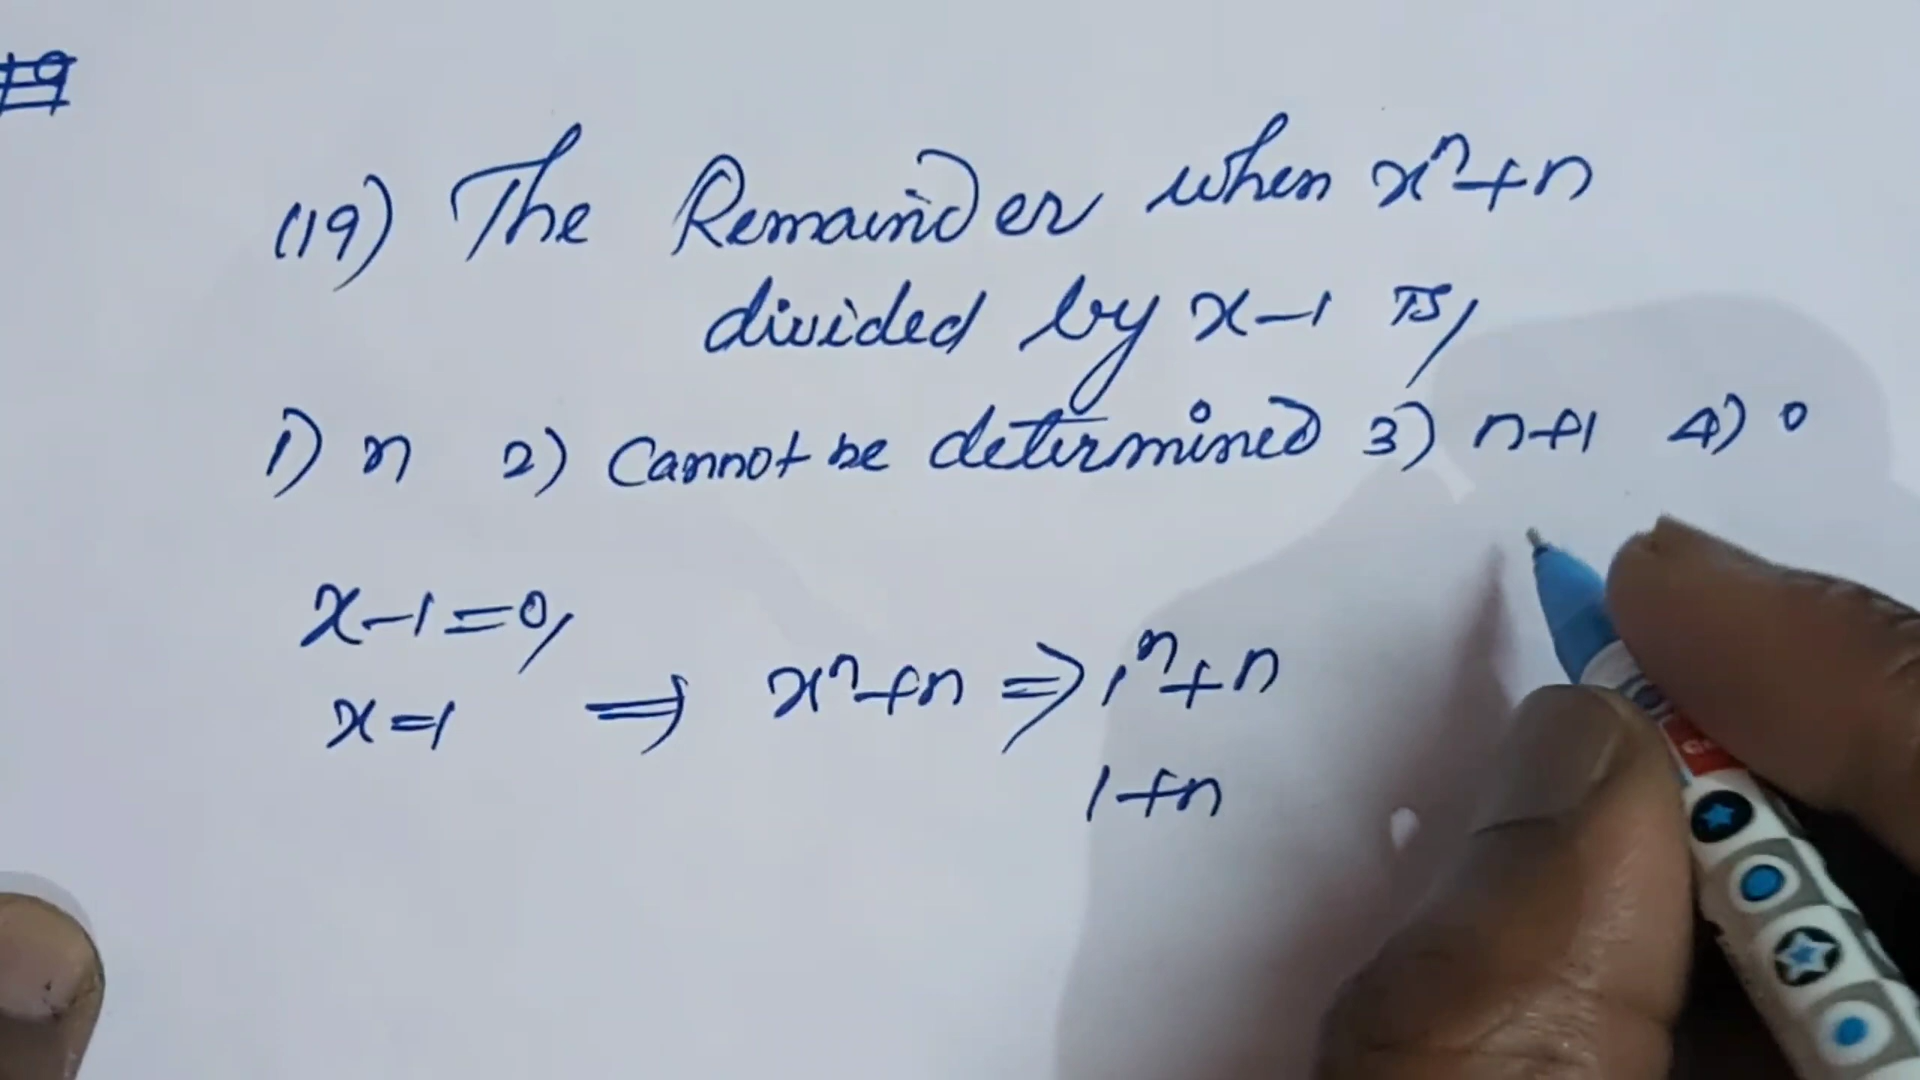 (19) The Remainder when xⁿ+n
divided by x-1 is,
1) n 2) Cannot be determined 3) n+1 4) 0
x-1=0,
x=1 ⇒ xⁿ+n ⇒ 1ⁿ+n
1+n